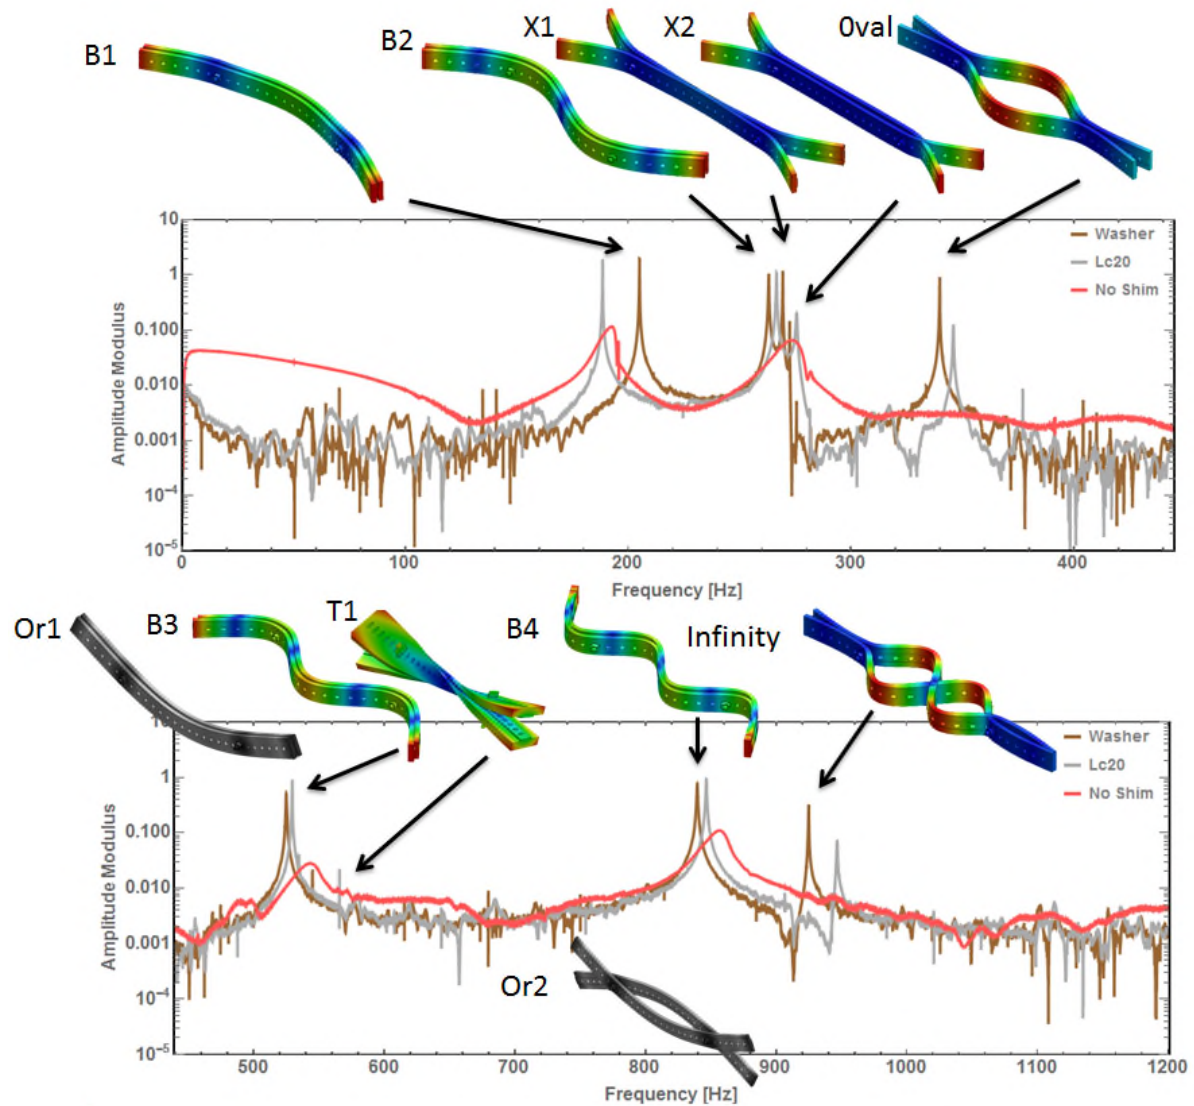 B1
B2
X1
X2
0val
10
1
0.100
0.010
0.001
10⁻⁴
10⁻⁵
Amplitude Modulus
Washer
Lc20
No Shim
0
100
200
300
400
Frequency [Hz]
Or1
B3
T1
B4
Infinity
10
1
0.100
0.010
0.001
10⁻⁴
10⁻⁵
Amplitude Modulus
Washer
Lc20
No Shim
Or2
500
600
700
800
900
1000
1100
1200
Frequency [Hz]